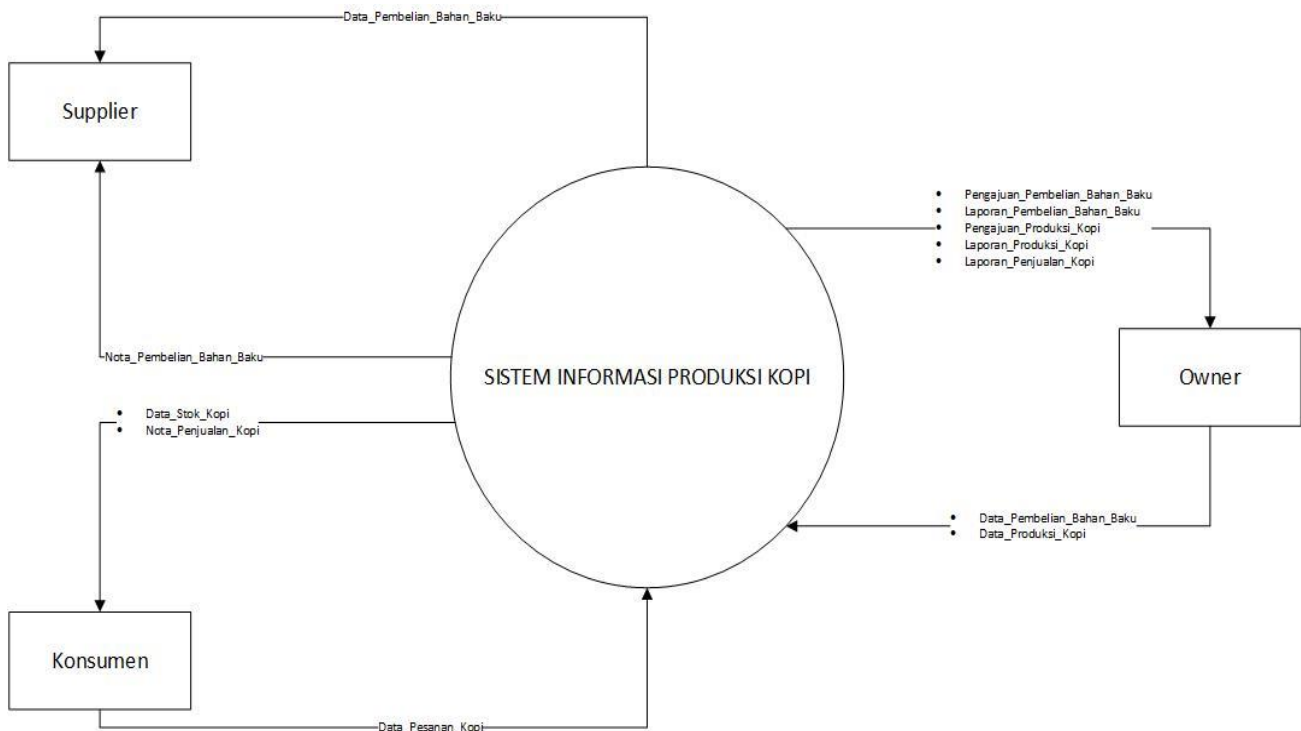 Data_Pembelian_Bahan_Baku
Supplier
• Pengajuan_Pembelian_Bahan_Baku
• Laporan_Pembelian_Bahan_Baku
• Pengajuan_Produksi_Kopi
• Laporan_Produksi_Kopi
• Laporan_Penjualan_Kopi
Nota_Pembelian_Bahan_Baku
SISTEM INFORMASI PRODUKSI KOPI
Owner
• Data_Stok_Kopi
• Nota_Penjualan_Kopi
• Data_Pembelian_Bahan_Baku
• Data_Produksi_Kopi
Konsumen
Data_Pesanan_Kopi